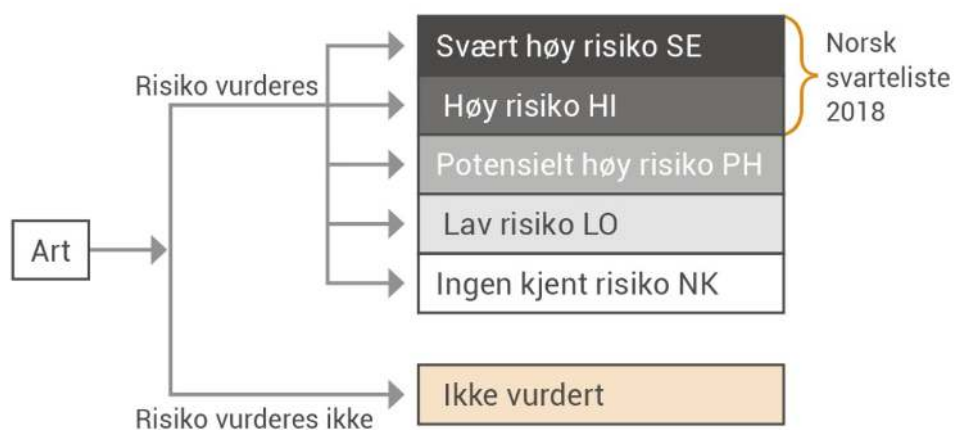 Art
Risiko vurderes
Svært høy risiko SE
Høy risiko HI
Potensielt høy risiko PH
Lav risiko LO
Ingen kjent risiko NK
Norsk
svarteliste
2018
Risiko vurderes ikke
Ikke vurdert